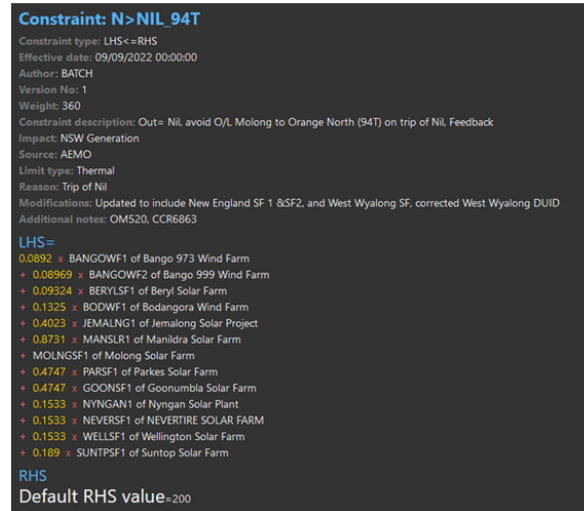 Constraint: N>NIL_94T
Constraint type: LHS<=RHS
Effective date: 09/09/2022 00:00:00
Author: BATCH
Version No: 1
Weight: 360
Constraint description: Out= Nil, avoid O/L Molong to Orange North (94T) on trip of Nil, Feedback
Impact: NSW Generation
Source: AEMO
Limit type: Thermal
Reason: Trip of Nil
Modifications: Updated to include New England SF 1 &SF2, and West Wyalong SF, corrected West Wyalong DUID
Additional notes: OM520, CCR6863
LHS=
0.0892 x BANGOWF1 of Bango 973 Wind Farm
+ 0.08969 x BANGOWF2 of Bango 999 Wind Farm
+ 0.09324 x BERYLSF1 of Beryl Solar Farm
+ 0.1325 x BODWF1 of Bodangora Wind Farm
+ 0.4023 x JEMALNG1 of Jemalong Solar Project
+ 0.8731 x MANSLR1 of Manildra Solar Farm
+ MOLNGSF1 of Molong Solar Farm
+ 0.4747 x PARSF1 of Parkes Solar Farm
+ 0.4747 x GOONSF1 of Goonumbla Solar Farm
+ 0.1533 x NYNGAN1 of Nyngan Solar Plant
+ 0.1533 x NEVERSF1 of NEVERTIRE SOLAR FARM
+ 0.1533 x WELLSF1 of Wellington Solar Farm
+ 0.189 x SUNTPSF1 of Suntop Solar Farm
RHS
Default RHS value=200